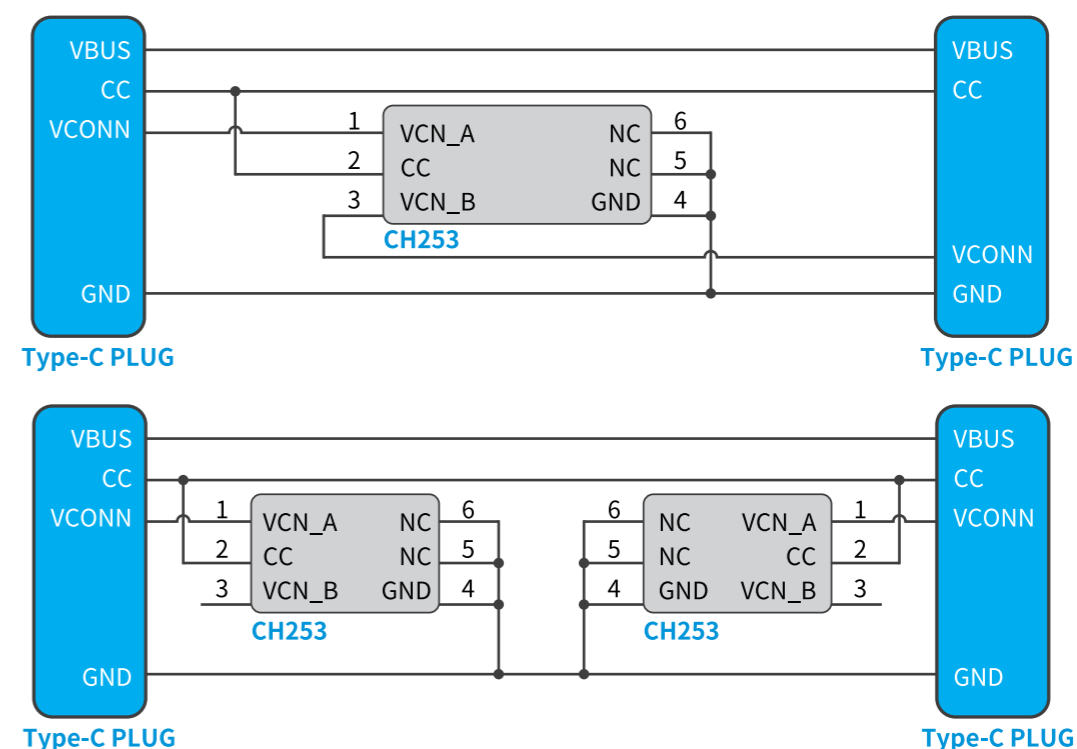 VBUS VBUS
CC CC
VCONN 1 VCN_A NC 6
2 CC NC 5
3 VCN_B GND 4
CH253
VCONN
GND GND
Type-C PLUG Type-C PLUG
VBUS VBUS
CC CC
VCONN 1 VCN_A NC 6 6 NC VCN_A 1 VCONN
2 CC NC 5 5 NC CC 2
3 VCN_B GND 4 4 GND VCN_B 3
CH253 CH253
GND GND
Type-C PLUG Type-C PLUG